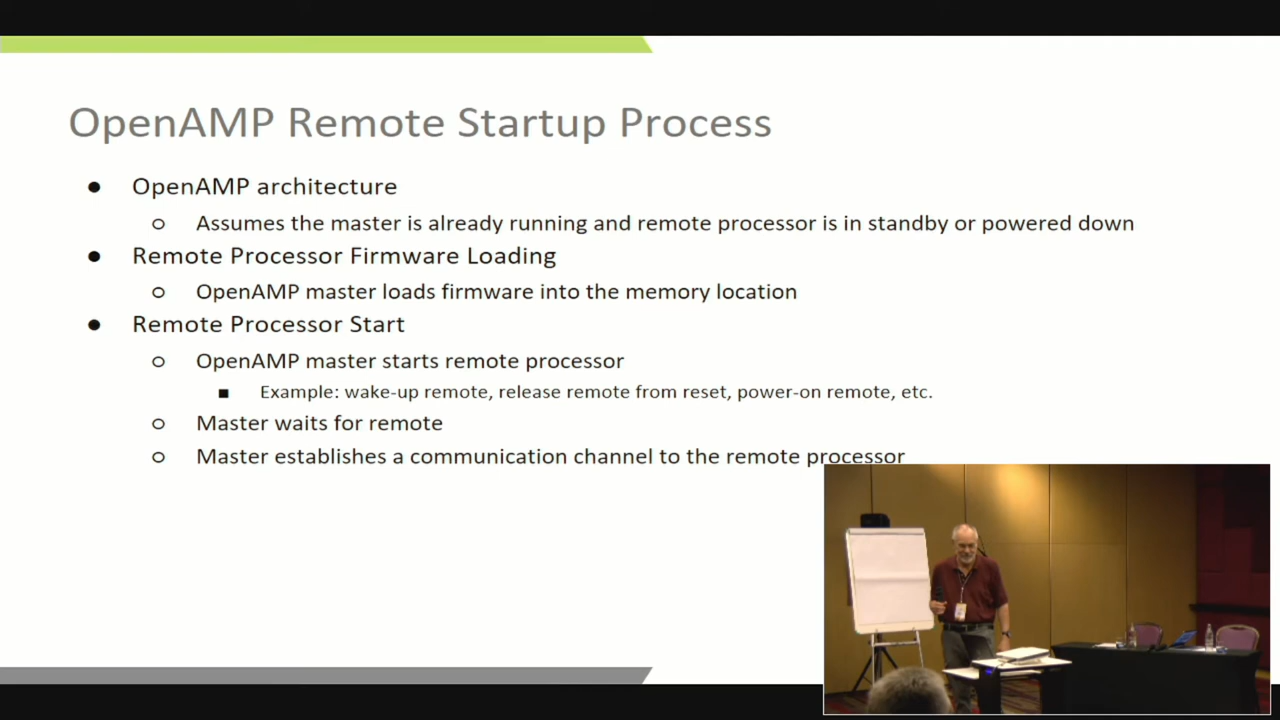 OpenAMP Remote Startup Process
● OpenAMP architecture
○ Assumes the master is already running and remote processor is in standby or powered down
● Remote Processor Firmware Loading
○ OpenAMP master loads firmware into the memory location
● Remote Processor Start
○ OpenAMP master starts remote processor
■ Example: wake-up remote, release remote from reset, power-on remote, etc.
○ Master waits for remote
○ Master establishes a communication channel to the remote processor